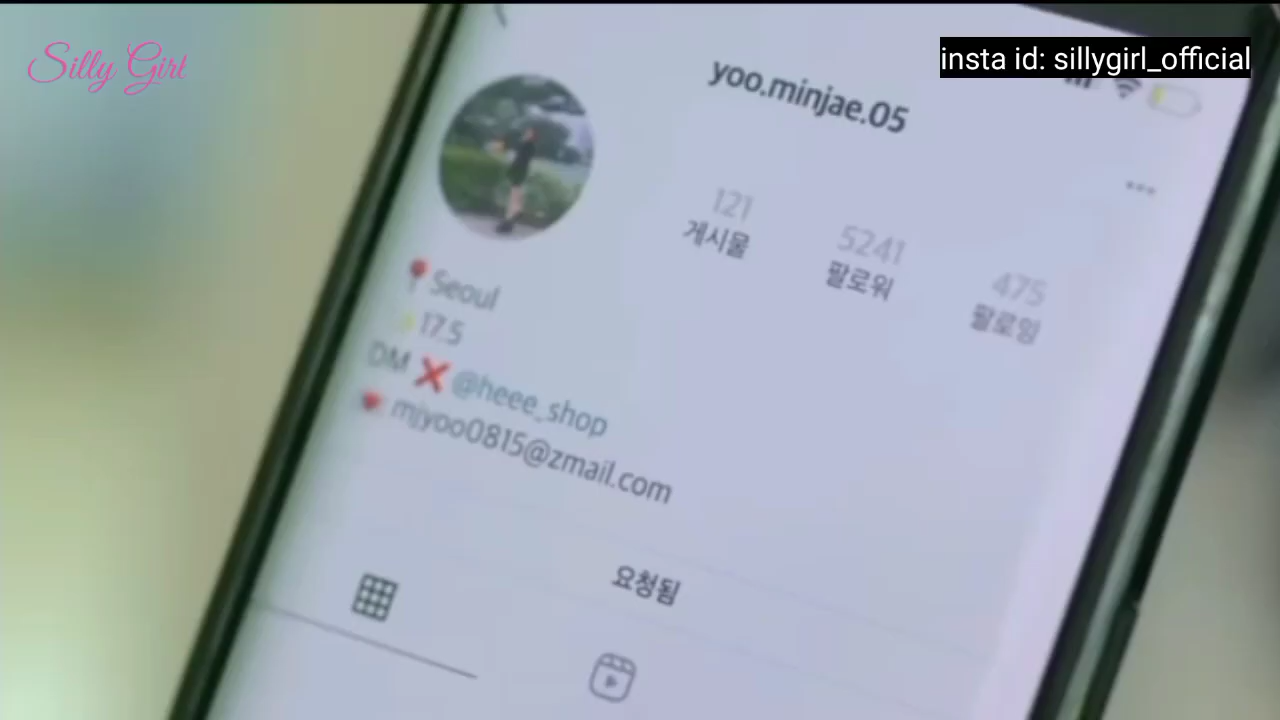 Silly Girl
insta id: sillygirl_official
yoo.minjae.05
121
게시물
5241
팔로워
475
팔로잉
Seoul
17.5
DM ❌ @heee_shop
mjyoo0815@zmail.com
요청됨